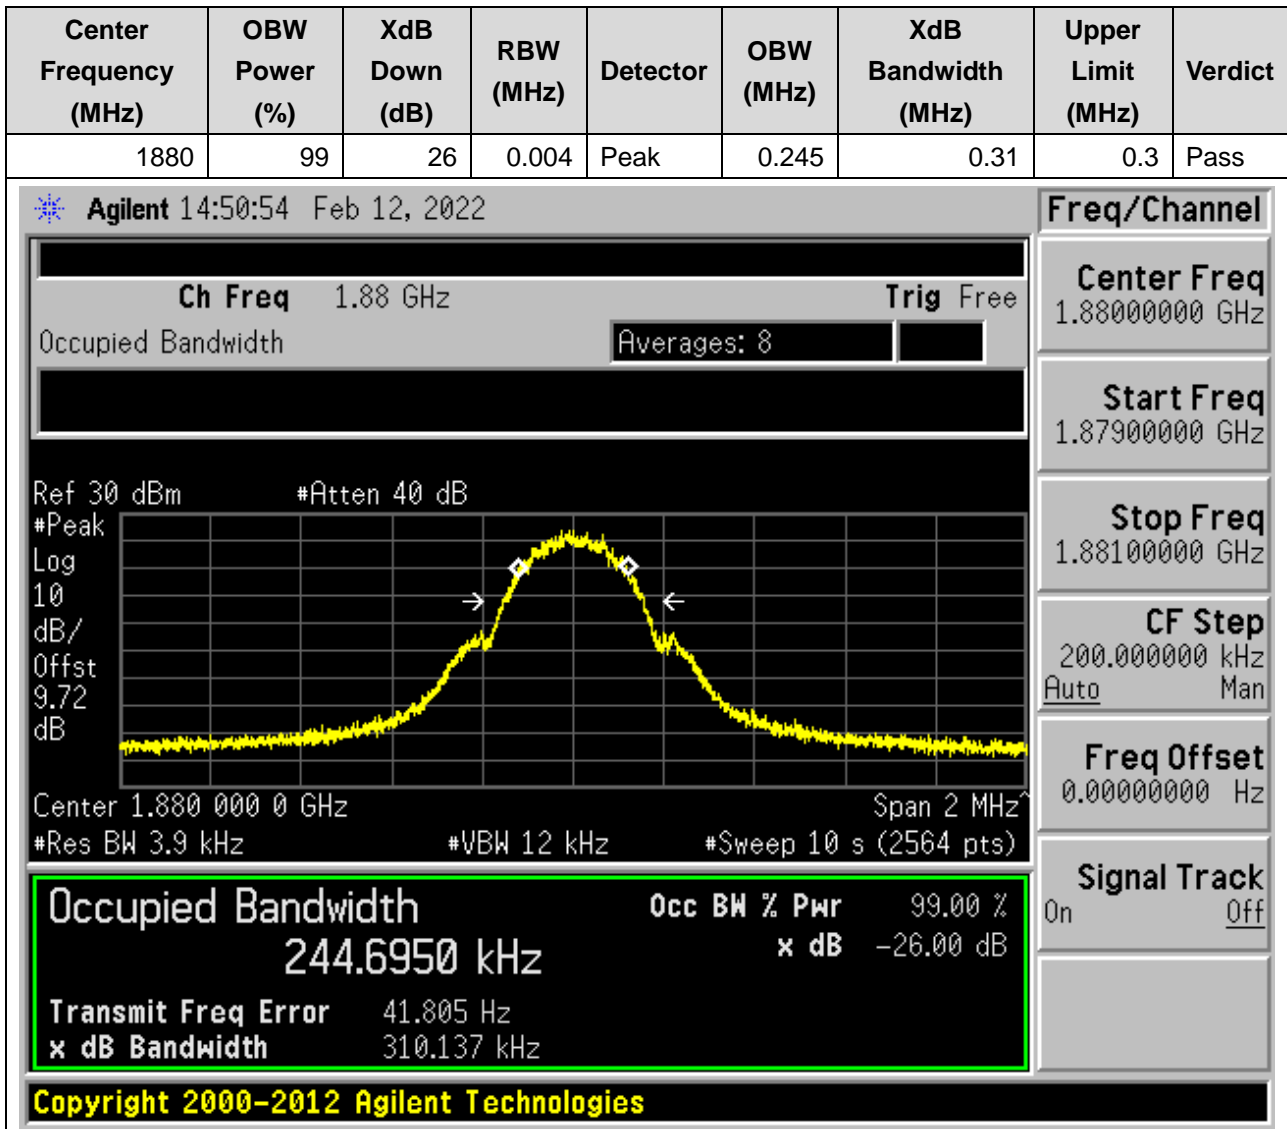 Center Frequency (MHz) OBW Power (%) XdB Down (dB) RBW (MHz) Detector OBW (MHz) XdB Bandwidth (MHz) Upper Limit (MHz) Verdict
1880 99 26 0.004 Peak 0.245 0.31 0.3 Pass
Agilent 14:50:54 Feb 12, 2022
Freq/Channel
Ch Freq 1.88 GHz Trig Free
Occupied Bandwidth Averages: 8
Center Freq
1.88000000 GHz
Start Freq
1.87900000 GHz
Stop Freq
1.88100000 GHz
CF Step
200.000000 kHz
Auto Man
Freq Offset
0.00000000 Hz
Signal Track
On Off
Ref 30 dBm #Atten 40 dB
#Peak
Log
10
dB/
Offst
9.72
dB
Center 1.880 000 0 GHz Span 2 MHz^
#Res BW 3.9 kHz #VBW 12 kHz #Sweep 10 s (2564 pts)
Occupied Bandwidth Occ BW % Pwr 99.00 %
244.6950 kHz x dB -26.00 dB
Transmit Freq Error 41.805 Hz
x dB Bandwidth 310.137 kHz
Copyright 2000-2012 Agilent Technologies